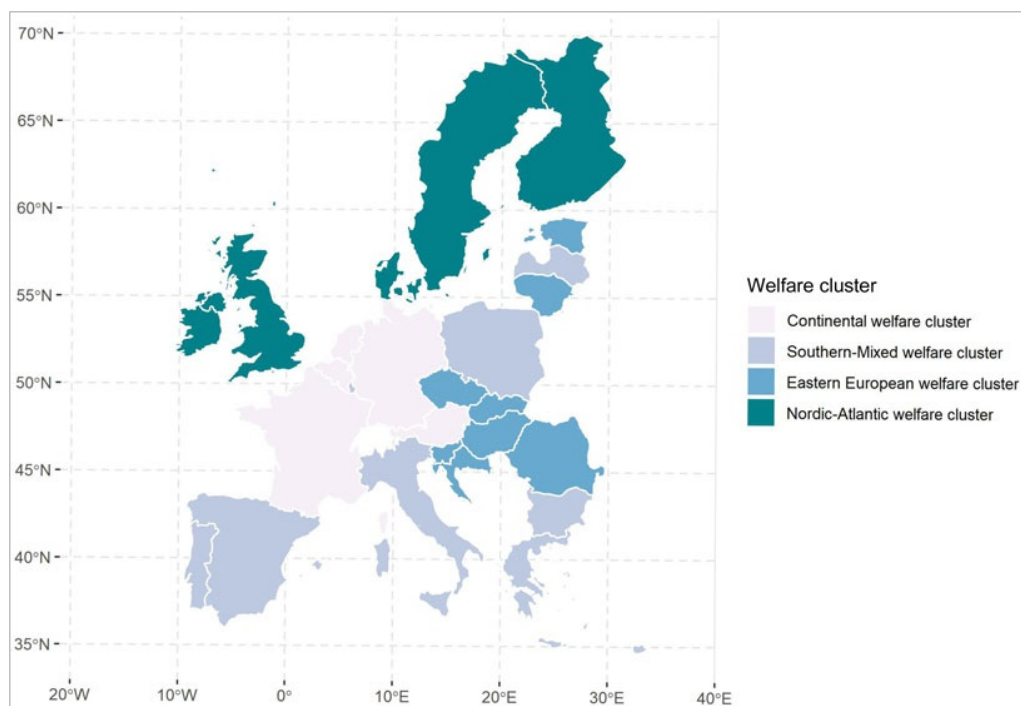 70°N
65°N
60°N
55°N
50°N
45°N
40°N
35°N
20°W 10°W 0° 10°E 20°E 30°E 40°E
Welfare cluster
Continental welfare cluster
Southern-Mixed welfare cluster
Eastern European welfare cluster
Nordic-Atlantic welfare cluster